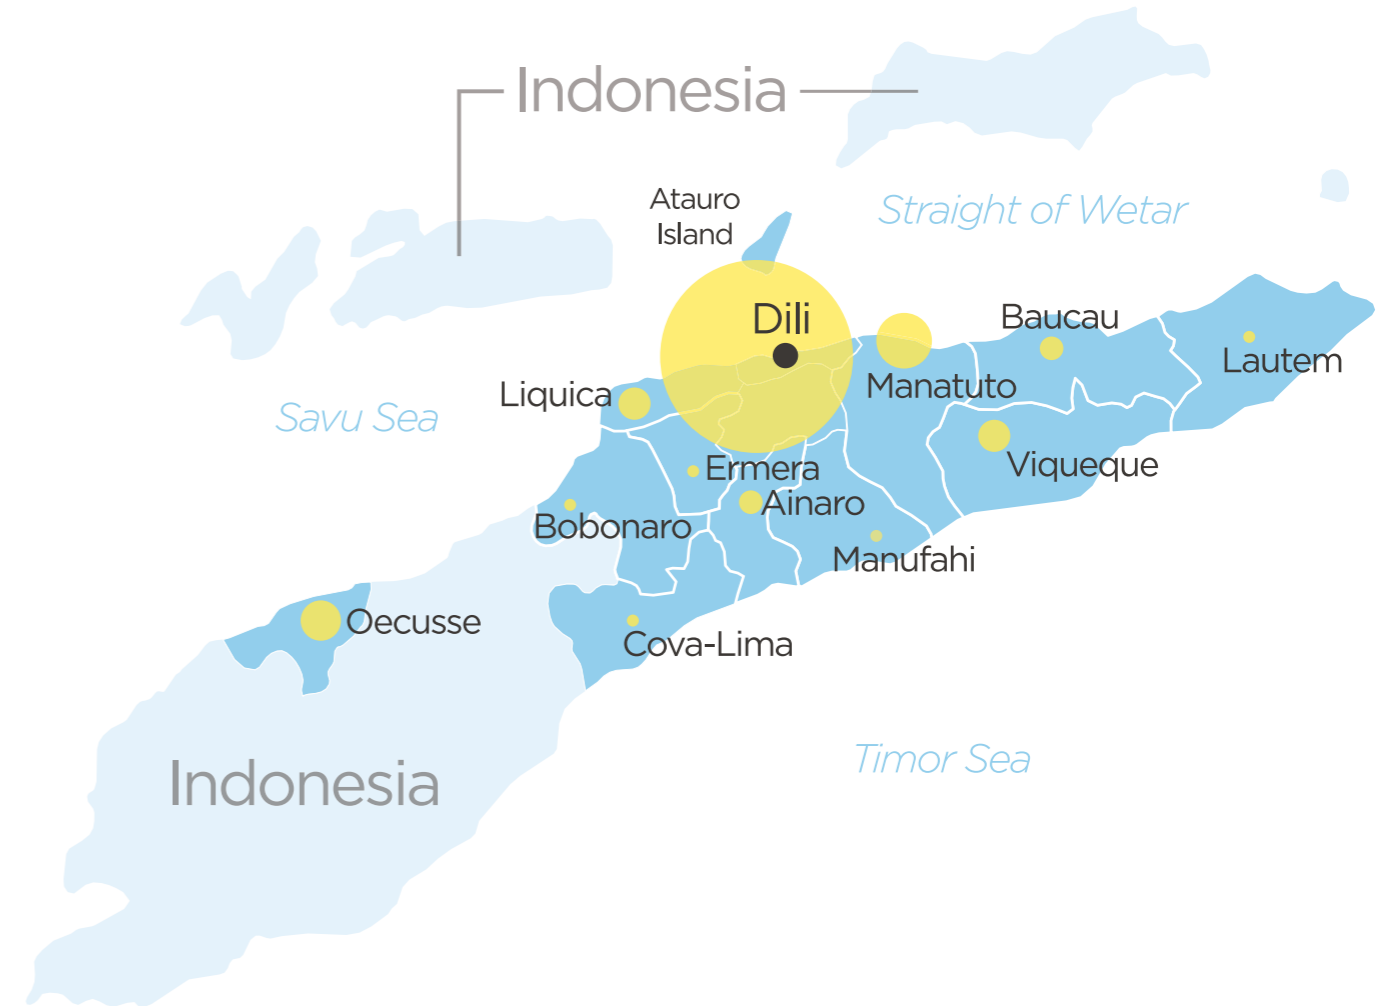 Indonesia
Atauro
Island
Straight of Wetar
Dili
Baucau
Lautem
Manatuto
Liquica
Savu Sea
Ermera
Viqueque
Ainaro
Bobonaro
Manufahi
Oecusse
Cova-Lima
Timor Sea
Indonesia